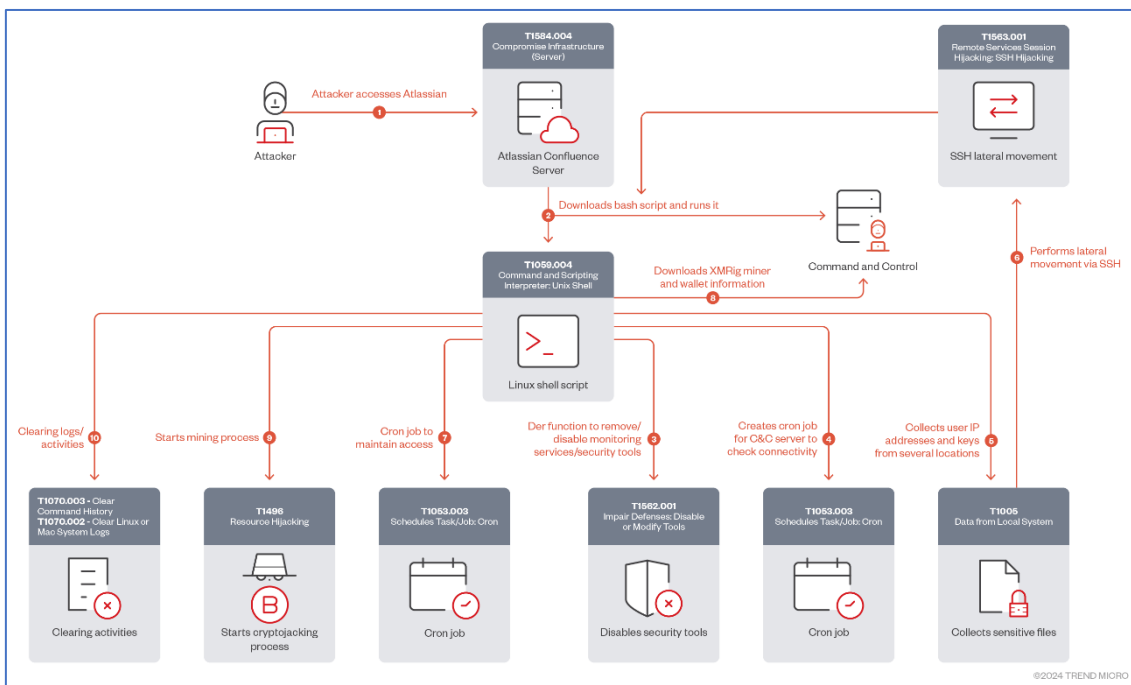 T1584.004
Compromise Infrastructure
(Server)
T1563.001
Remote Services Session
Hijacking: SSH Hijacking
Attacker accesses Atlassian
1
Attacker
Atlassian Confluence
Server
SSH lateral movement
Downloads bash script and runs it
2
Command and Control
6
Performs lateral
movement via SSH
T1059.004
Command and Scripting
Interpreter: Unix Shell
Downloads XMRig miner
and wallet information
8
Linux shell script
Clearing logs/
activities
10
Starts mining process
9
Cron job to
maintain access
7
Der function to remove/
disable monitoring
services/security tools
3
Creates cron job
for C&C server to
check connectivity
4
Collects user IP
addresses and keys
from several locations
5
T1070.003 - Clear
Command History
T1070.002 - Clear Linux or
Mac System Logs
T1496
Resource Hijacking
T1053.003
Schedules Task/Job: Cron
T1562.001
Impair Defenses: Disable
or Modify Tools
T1053.003
Schedules Task/Job: Cron
T1005
Data from Local System
B
Clearing activities
Starts cryptojacking
process
Cron job
Disables security tools
Cron job
Collects sensitive files
©2024 TREND MICRO